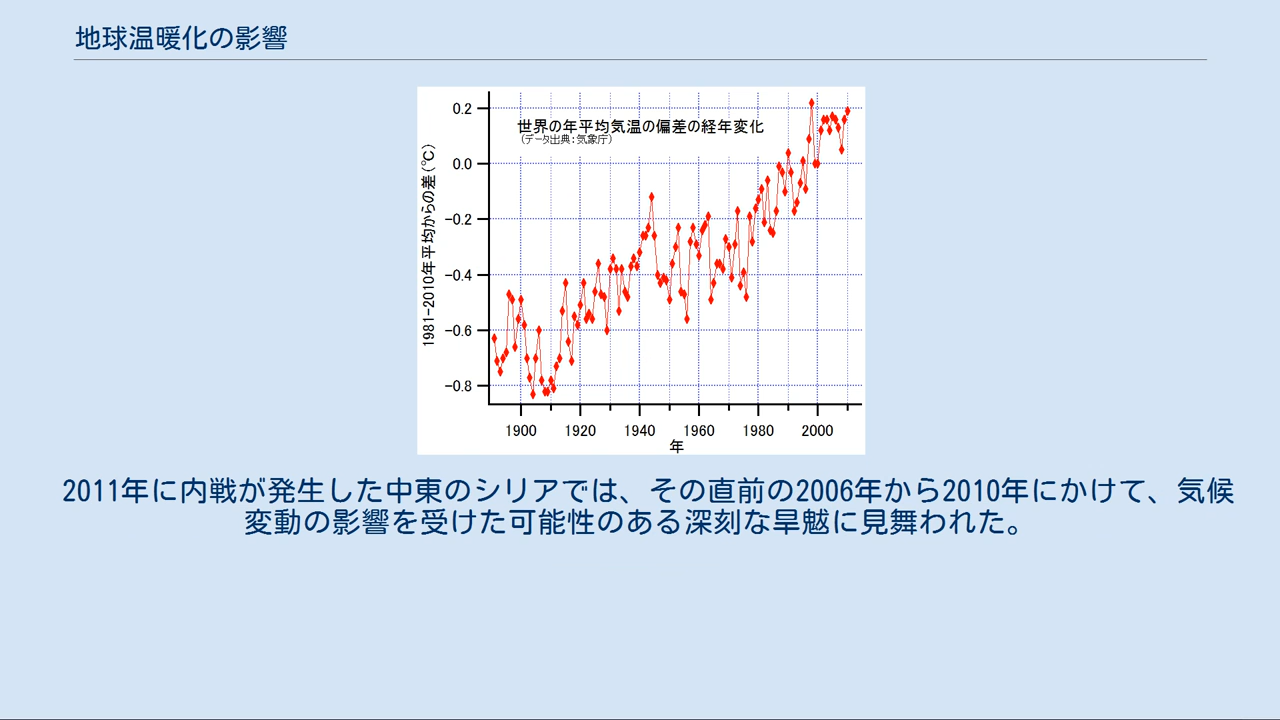 地球温暖化の影響
世界の年平均気温の偏差の経年変化
(データ出典:気象庁)
1981-2010年平均からの差(℃)
0.2
0.0
-0.2
-0.4
-0.6
-0.8
1900 1920 1940 1960 1980 2000
年
2011年に内戦が発生した中東のシリアでは、その直前の2006年から2010年にかけて、気候
変動の影響を受けた可能性のある深刻な旱魃に見舞われた。